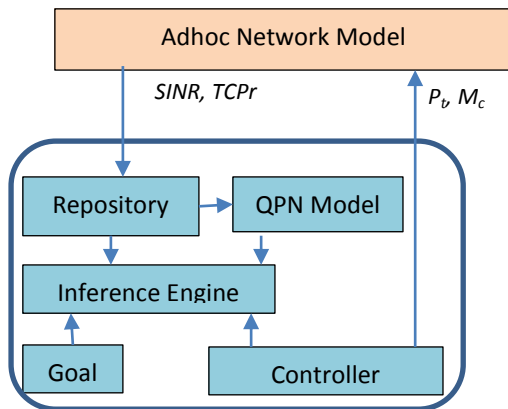 Adhoc Network Model
SINR, TCPr
Pt, Mc
Repository
QPN Model
Inference Engine
Goal
Controller